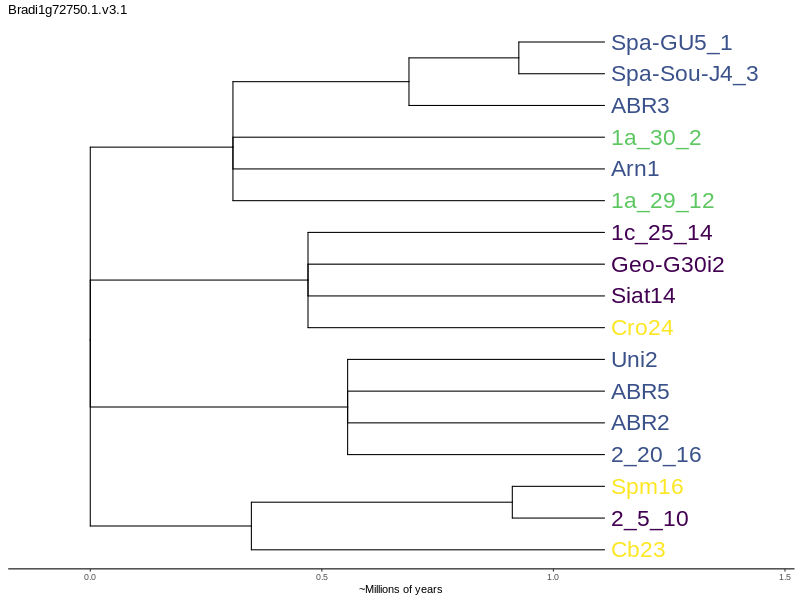 Bradi1g72750.1.v3.1
Spa-GU5_1
Spa-Sou-J4_3
ABR3
1a_30_2
Arn1
1a_29_12
1c_25_14
Geo-G30i2
Siat14
Cro24
Uni2
ABR5
ABR2
2_20_16
Spm16
2_5_10
Cb23
0.0 0.5 1.0 1.5
~Millions of years